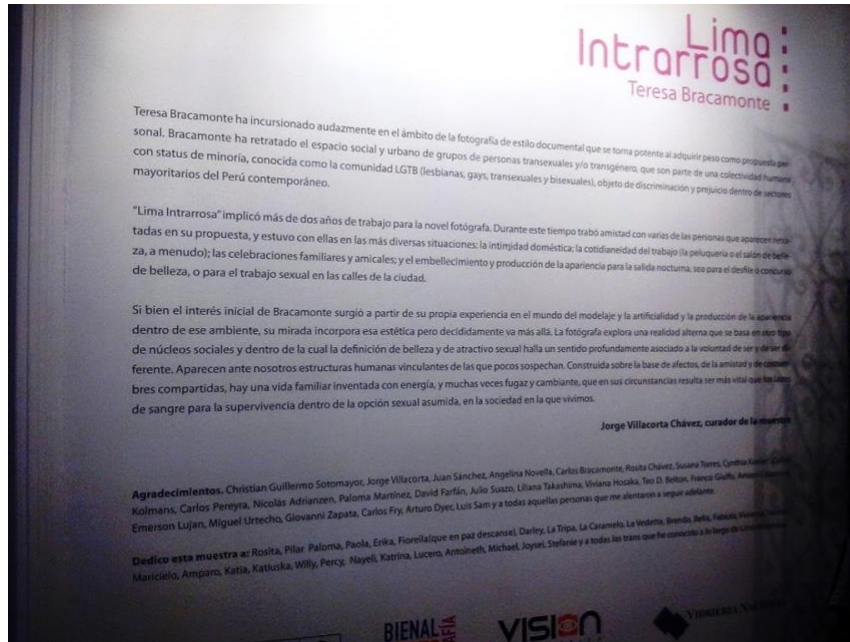 Lima
Intrarrosa
Teresa Bracamonte
Teresa Bracamonte ha incursionado audazmente en el ámbito de la fotografía de estilo documental que se torna potente al adquirir peso como propuesta per-
sonal. Bracamonte ha retratado el espacio social y urbano de grupos de personas transexuales y/o transgénero, que son parte de una colectividad humana
con status de minoría, conocida como la comunidad LGTB (lesbianas, gays, transexuales y bisexuales), objeto de discriminación y prejuicio dentro de sectores
mayoritarios del Perú contemporáneo.
"Lima Intrarrosa" implicó más de dos años de trabajo para la novel fotógrafa. Durante este tiempo trabó amistad con varias de las personas que aparecen retra-
tadas en su propuesta, y estuvo con ellas en las más diversas situaciones: la intimidad doméstica; la cotidianeidad del trabajo (la peluquería o el salón de belle-
za, a menudo); las celebraciones familiares y amicales; y el embellecimiento y producción de la apariencia para la salida nocturna, sea para el desfile o concurso
de belleza, o para el trabajo sexual en las calles de la ciudad.
Si bien el interés inicial de Bracamonte surgió a partir de su propia experiencia en el mundo del modelaje y la artificialidad y la producción de la apariencia
dentro de ese ambiente, su mirada incorpora esa estética pero decididamente va más allá. La fotógrafa explora una realidad alterna que se basa en otro tipo
de núcleos sociales y dentro de la cual la definición de belleza y de atractivo sexual halla un sentido profundamente asociado a la voluntad de ser y de ser di-
ferente. Aparecen ante nosotros estructuras humanas vinculantes de las que pocos sospechan. Construida sobre la base de afectos, de la amistad y de costum-
bres compartidas, hay una vida familiar inventada con energía, y muchas veces fugaz y cambiante, que en sus circunstancias resulta ser más vital que los lazos
de sangre para la supervivencia dentro de la opción sexual asumida, en la sociedad en la que vivimos.
Jorge Villacorta Chávez, curador de la muestra
Agradecimientos. Christian Guillermo Sotomayor, Jorge Villacorta, Juan Sánchez, Angelina Novella, Carlos Bracamonte, Rosita Chávez, Susana Torres, Cynthia
Kolmans, Carlos Pereyra, Nicolás Adrianzen, Paloma Martínez, David Farfán, Julio Suazo, Liliana Takashima, Viviana Hosaka, Teo D. Belton, Franco
Emerson Lujan, Miguel Urtecho, Giovanni Zapata, Carlos Fry, Arturo Dyer, Luis Sam y a todas aquellas personas que me alentaron a seguir adelante.
Dedico esta muestra a: Rosita, Pilar Paloma, Paola, Erika, Fiorella(que en paz descanse), Darley, La Tripa, La Caramelo, La Vedette, Brenda, Bella, Fabiola,
Maricielo, Amparo, Katia, Katiuska, Willy, Percy, Nayeli, Katrina, Lucero, Antoineth, Michael, Joysei, Stefanie y a todas las trans que he conocido a lo largo de
BIENAL
VISION